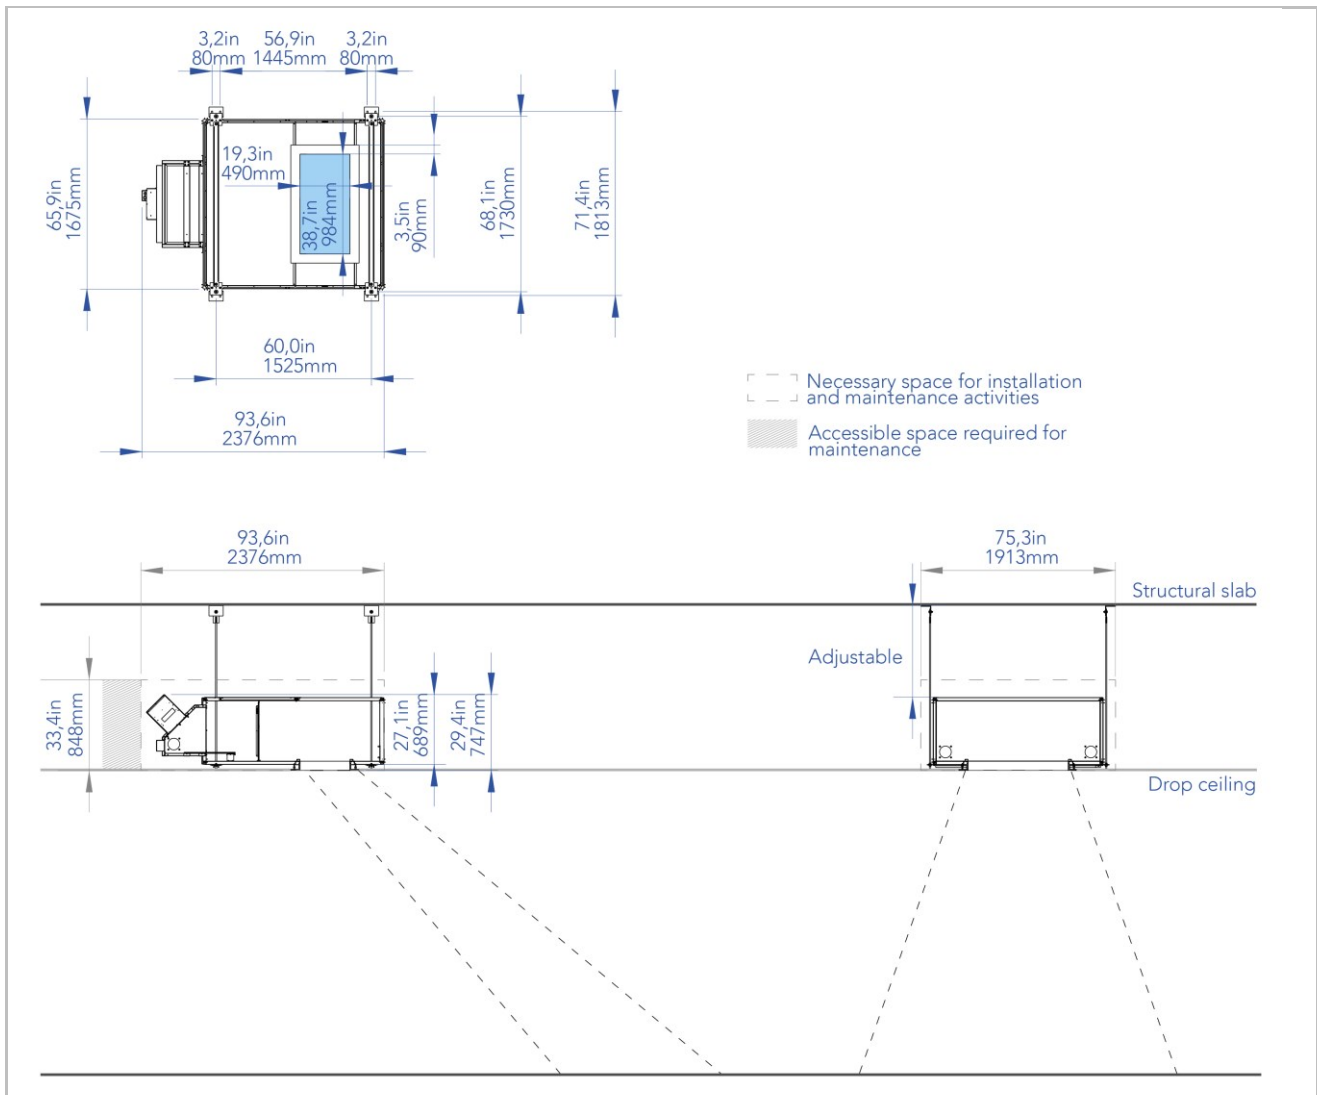 3,2in
80mm
56,9in
1445mm
3,2in
80mm
65,9in
1675mm
19,3in
490mm
38,7in
984mm
3,5in
90mm
68,1in
1730mm
71,4in
1813mm
60,0in
1525mm
93,6in
2376mm
Necessary space for installation
and maintenance activities
Accessible space required for
maintenance
93,6in
2376mm
75,3in
1913mm
Structural slab
Adjustable
33,4in
848mm
27,1in
689mm
29,4in
747mm
Drop ceiling